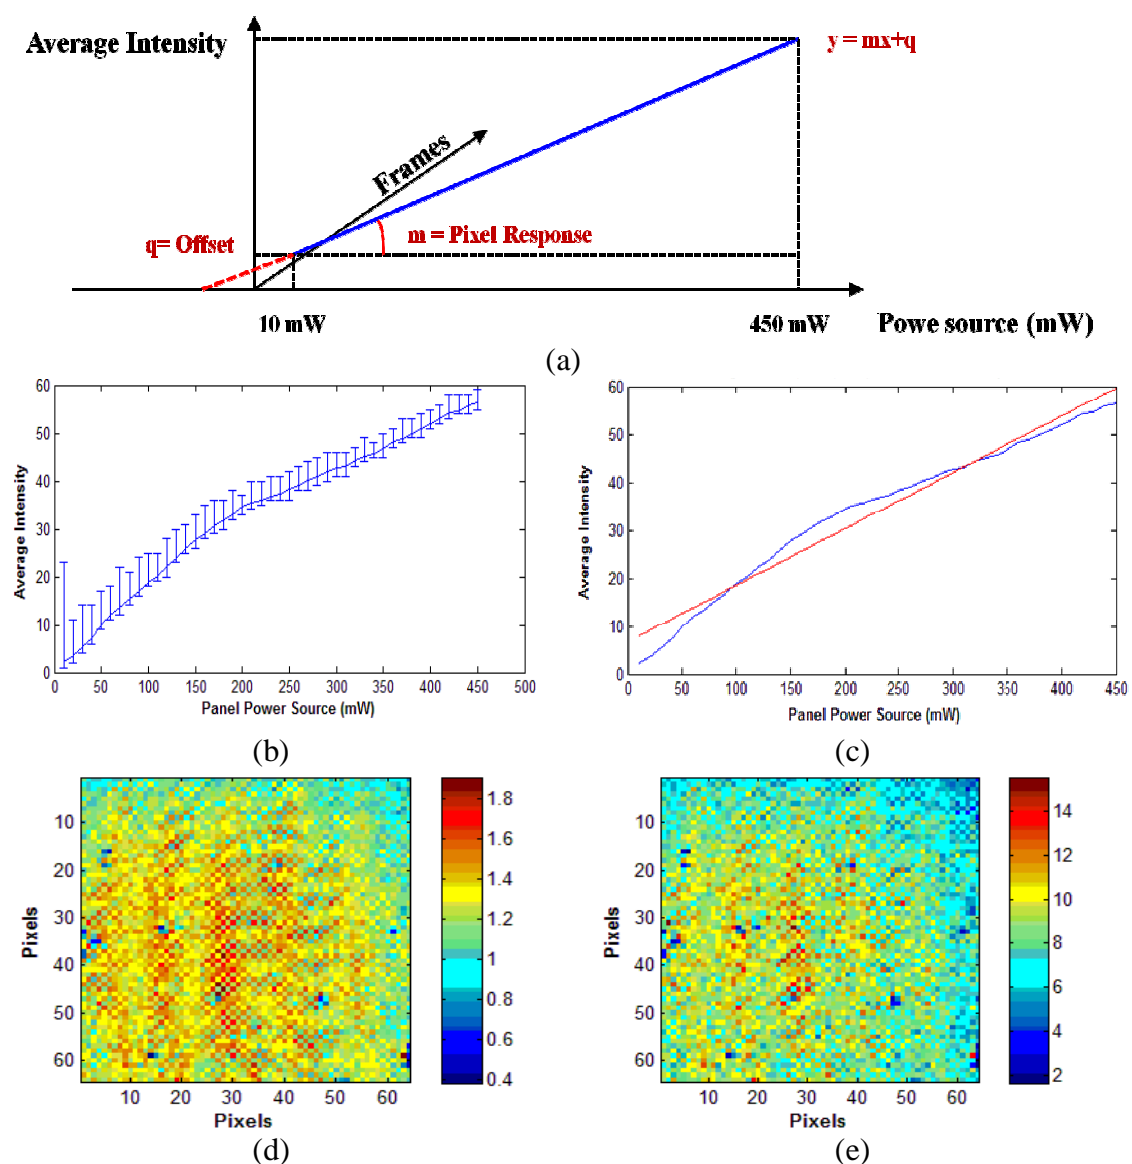 Average Intensity
y = mx+q
Frames
q= Offset
m = Pixel Response
10 mW
450 mW
Powe source (mW)
(a)
60
50
40
30
20
10
0
Average Intensity
0 50 100 150 200 250 300 350 400 450 500
Panel Power Source (mW)
(b)
60
50
40
30
20
10
0
Average Intensity
0 50 100 150 200 250 300 350 400 450
Panel Power Source (mW)
(c)
10
20
30
40
50
60
Pixels
10 20 30 40 50 60
Pixels
1.8
1.6
1.4
1.2
1
0.8
0.6
0.4
(d)
10
20
30
40
50
60
Pixels
10 20 30 40 50 60
Pixels
14
12
10
8
6
4
2
(e)